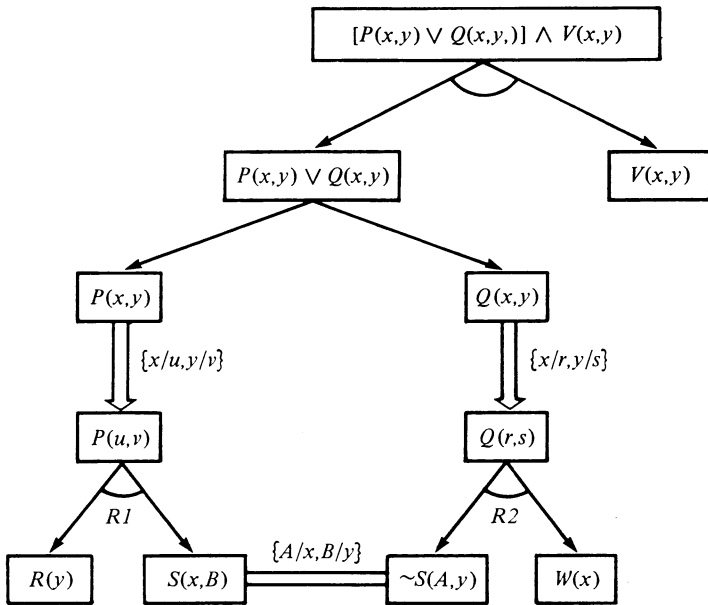 [P(x,y) ∨ Q(x,y,)] ∧ V(x,y)
P(x,y) ∨ Q(x,y)
V(x,y)
P(x,y)
Q(x,y)
{x/u,y/v}
{x/r,y/s}
P(u,v)
Q(r,s)
R1
R2
R(y)
S(x,B)
{A/x,B/y}
~S(A,y)
W(x)